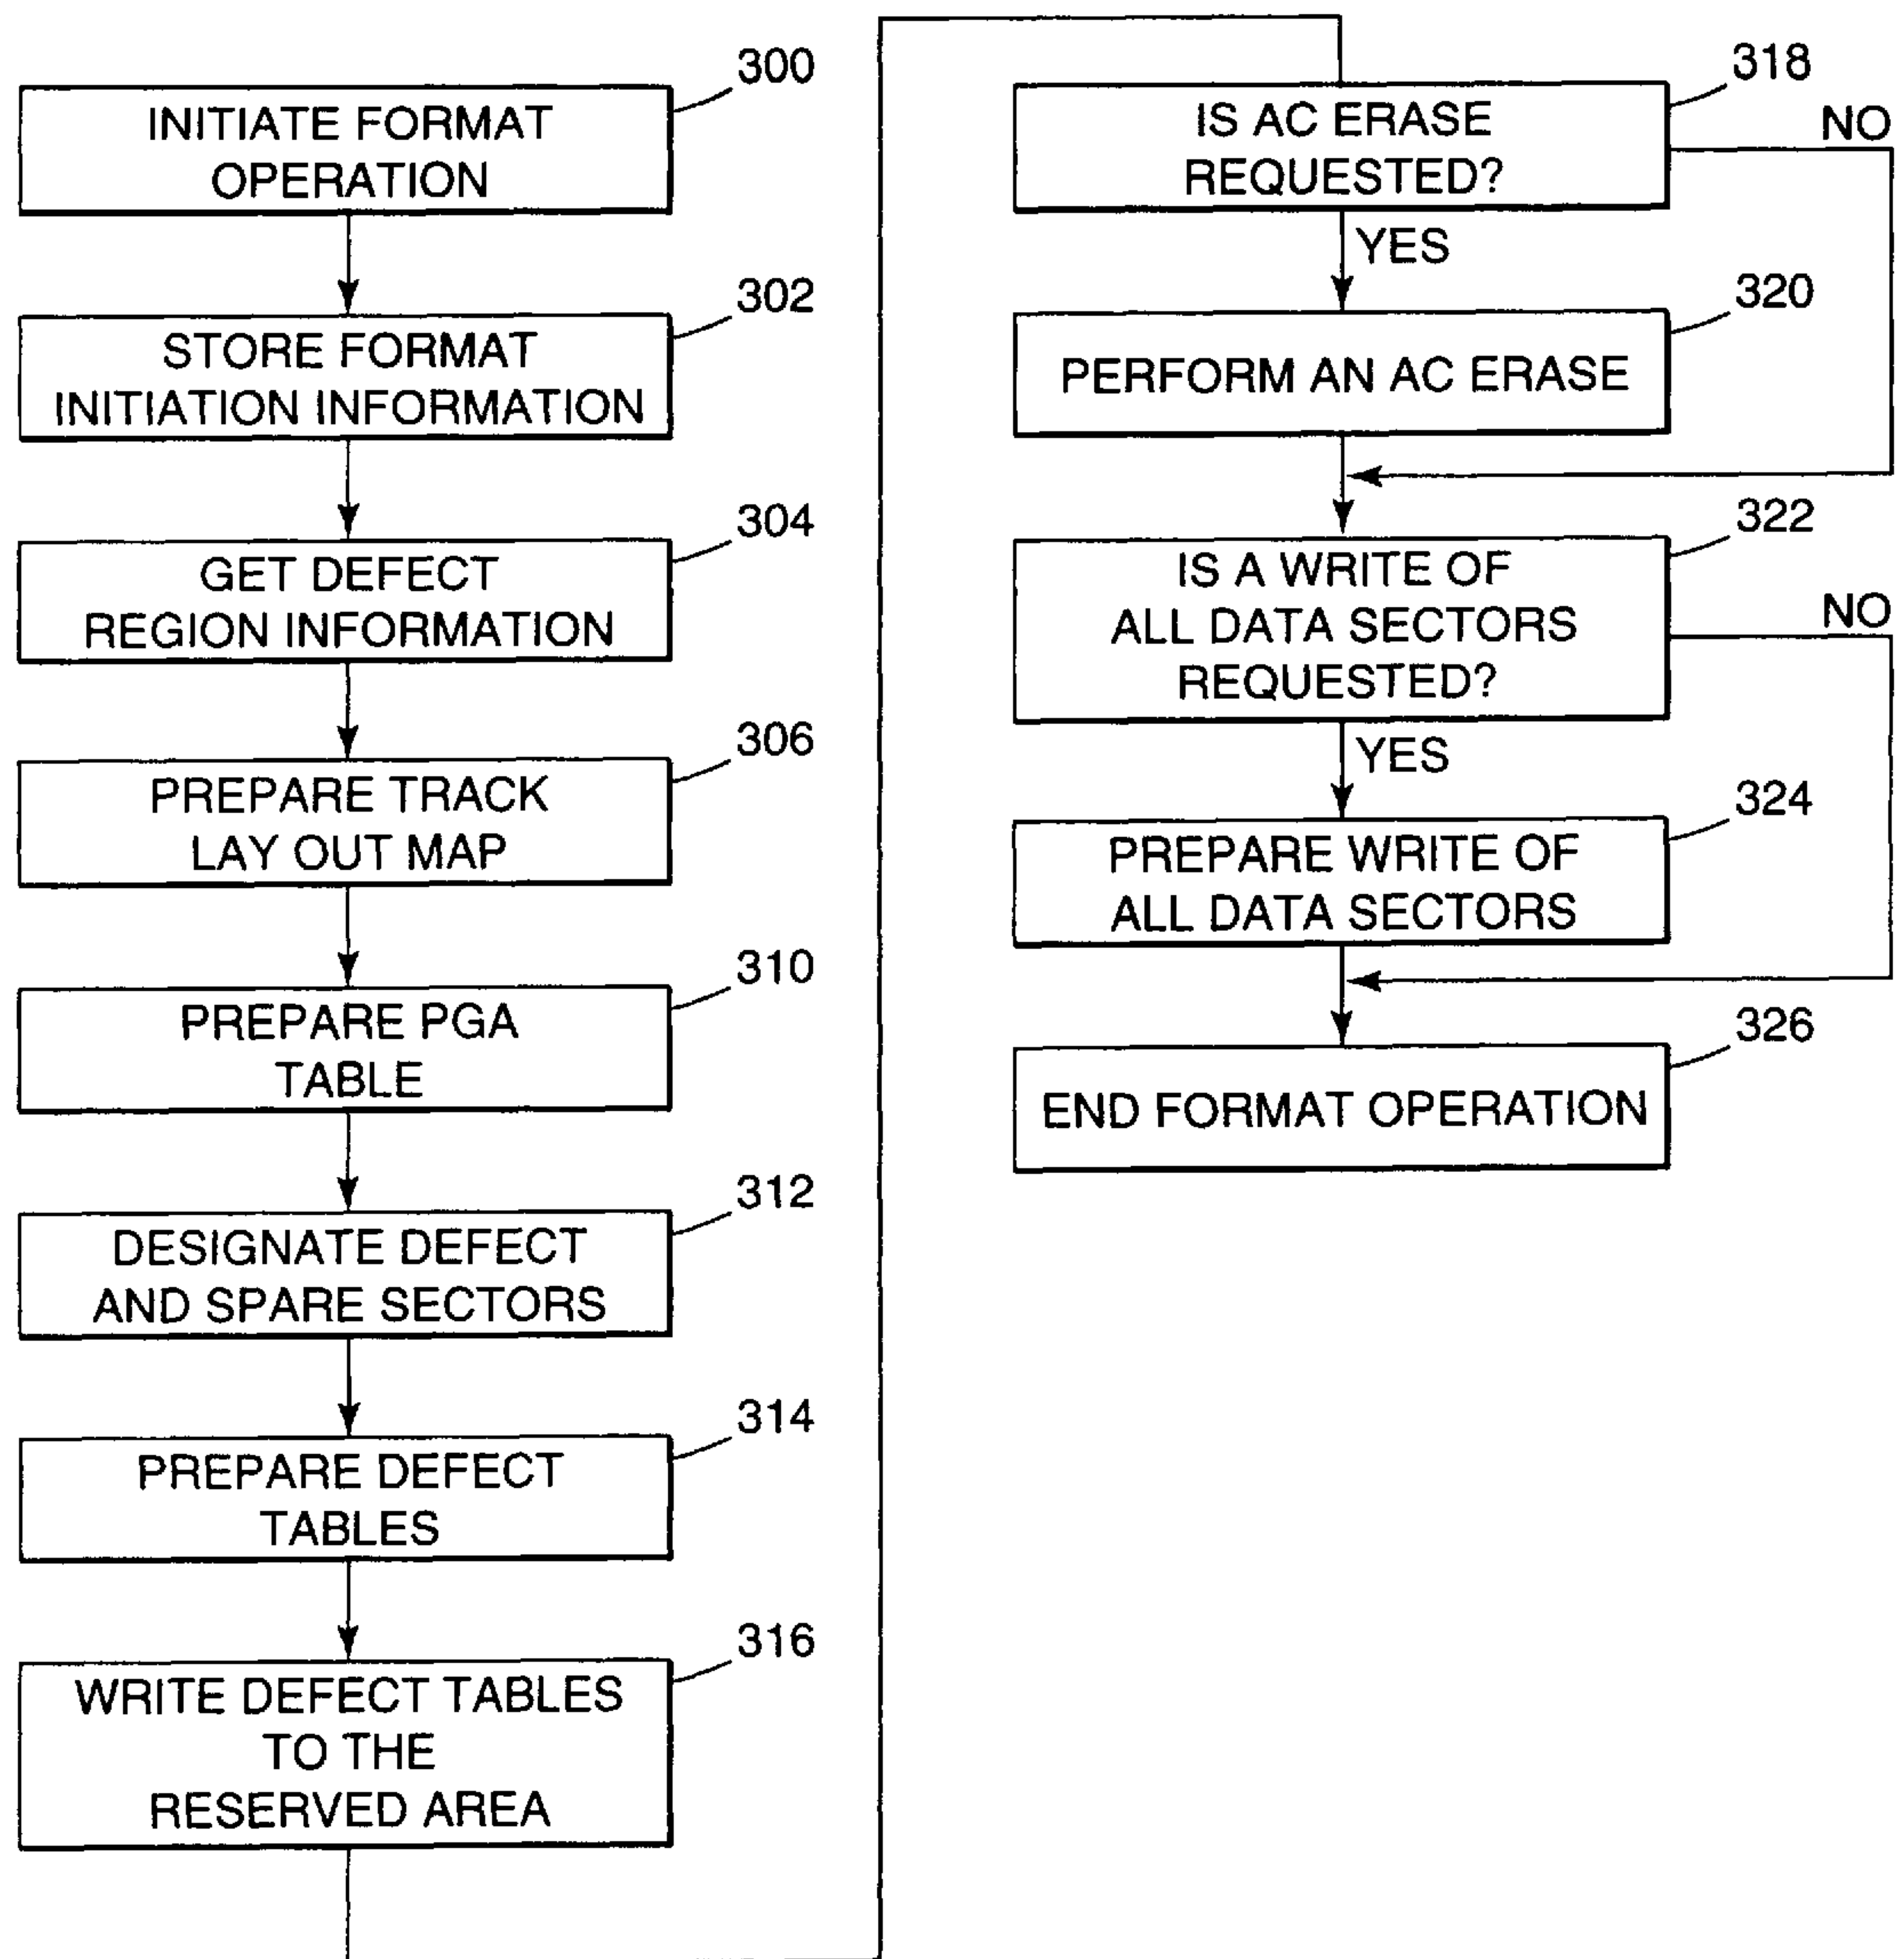 300
INITIATE FORMAT
OPERATION
302
STORE FORMAT
INITIATION INFORMATION
304
GET DEFECT
REGION INFORMATION
306
PREPARE TRACK
LAY OUT MAP
310
PREPARE PGA
TABLE
312
DESIGNATE DEFECT
AND SPARE SECTORS
314
PREPARE DEFECT
TABLES
316
WRITE DEFECT TABLES
TO THE
RESERVED AREA
318
IS AC ERASE
REQUESTED?
NO
YES
320
PERFORM AN AC ERASE
322
IS A WRITE OF
ALL DATA SECTORS
REQUESTED?
NO
YES
324
PREPARE WRITE OF
ALL DATA SECTORS
326
END FORMAT OPERATION